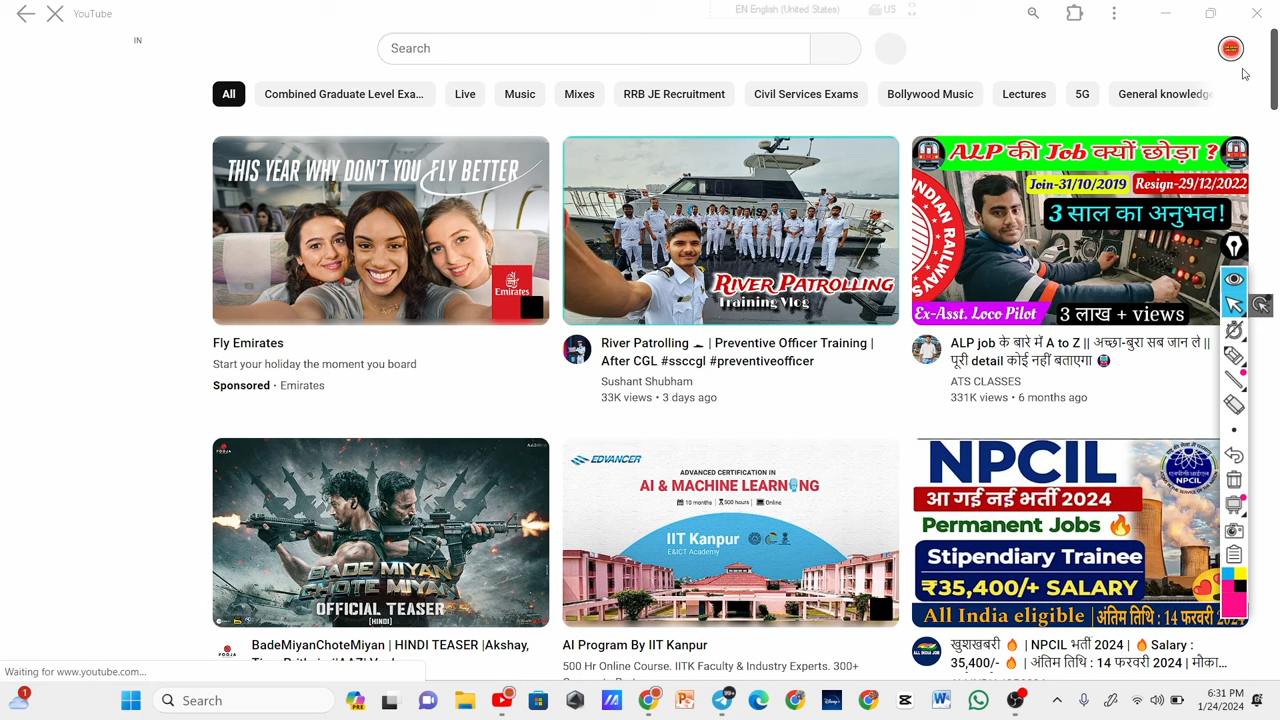 YouTube
EN English (United States) US
IN
Search
All
Combined Graduate Level Exa...
Live
Music
Mixes
RRB JE Recruitment
Civil Services Exams
Bollywood Music
Lectures
5G
General knowledge
THIS YEAR WHY DON'T YOU FLY BETTER
Emirates
Fly Emirates
Start your holiday the moment you board
Sponsored · Emirates
RIVER PATROLLING
Training Vlog
River Patrolling | Preventive Officer Training |
After CGL #ssccgl #preventiveofficer
Sushant Shubham
33K views • 3 days ago
ALP की Job क्यों छोड़ा ?
Join-31/10/2019 Resign-29/12/2022
3 साल का अनुभव!
INDIAN RAILWAYS
Ex-Asst. Loco Pilot
3 लाख + views
ALP job के बारे में A to Z || अच्छा-बुरा सब जान ले ||
पूरी detail कोई नहीं बताएगा
ATS CLASSES
331K views • 6 months ago
BADE MIYAN
CHOTE MIYAN
OFFICIAL TEASER
(HINDI)
BadeMiyanChoteMiyan | HINDI TEASER |Akshay,
EDVANCER
ADVANCED CERTIFICATION IN
AI & MACHINE LEARNING
10 months | 500 hours | Online
IIT Kanpur
E&ICT Academy
AI Program By IIT Kanpur
500 Hr Online Course. IITK Faculty & Industry Experts. 300+
NPCIL
NPCIL
आ गई नई भर्ती 2024
Permanent Jobs
Stipendiary Trainee
₹35,400/+ SALARY
All India eligible | अंतिम तिथि : 14 फरवरी 2024
खुशखबरी | NPCIL भर्ती 2024 | Salary :
35,400/- | अंतिम तिथि : 14 फरवरी 2024 | मौका...
Waiting for www.youtube.com...
1
Search
PRE
99+
6:31 PM
1/24/2024